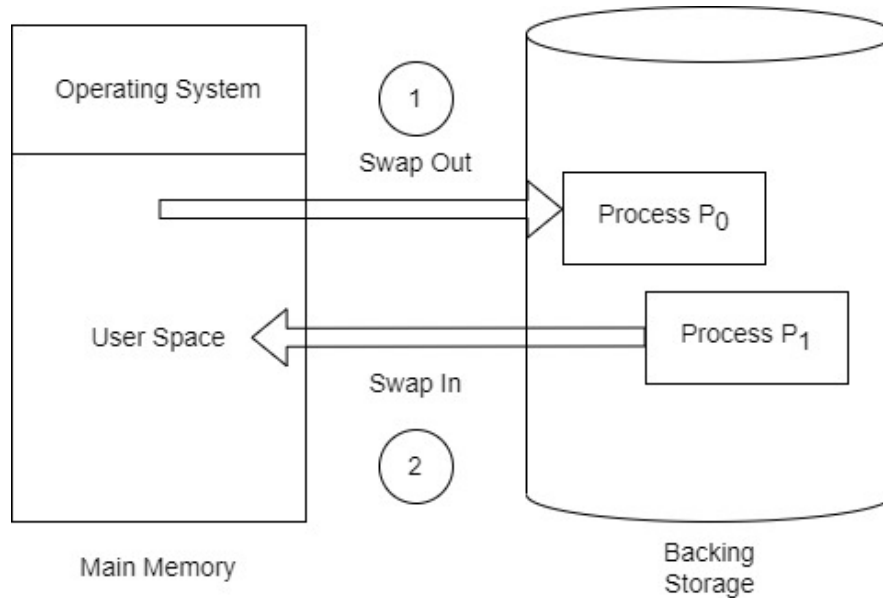 Operating System
1
Swap Out
Process P0
User Space
Process P1
Swap In
2
Main Memory
Backing
Storage